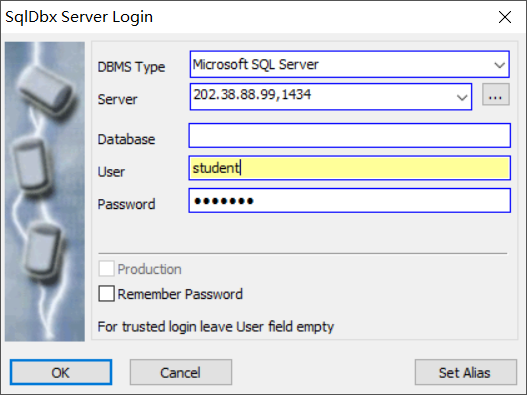 SqlDbx Server Login
DBMS Type Microsoft SQL Server
Server 202.38.88.99,1434 ...
Database
User student
Password •••••••
Production
Remember Password
For trusted login leave User field empty
OK Cancel Set Alias